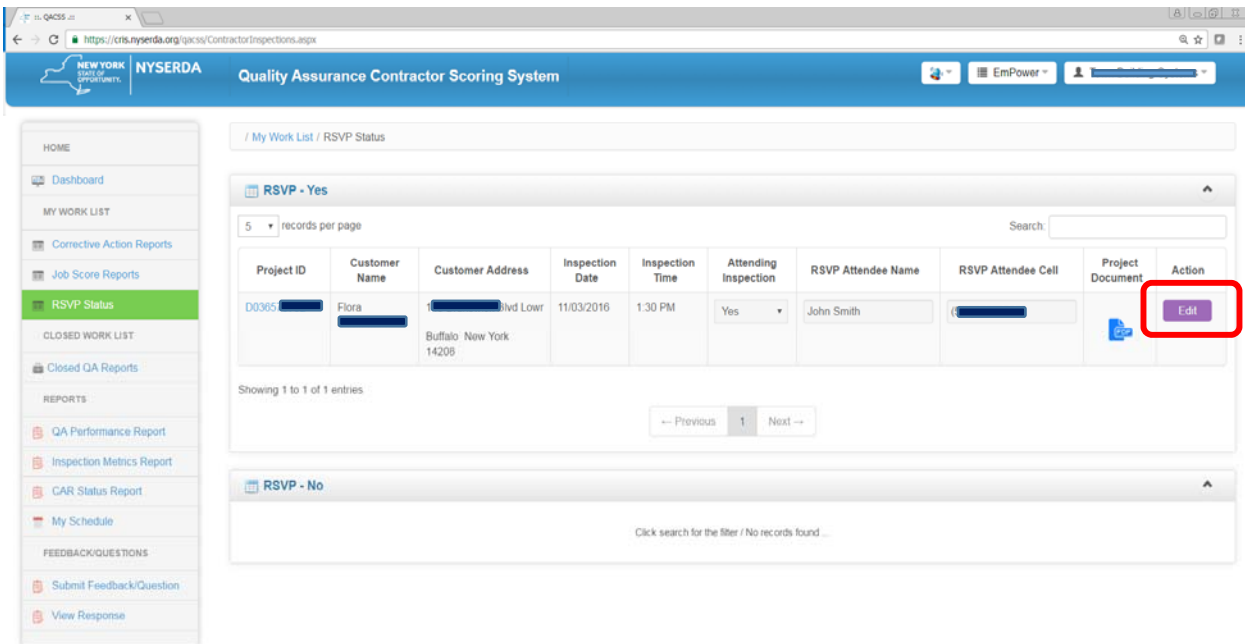 :: QACSS ::
https://cris.nyserda.org/qacss/ContractorInspections.aspx
NEW YORK
STATE OF
OPPORTUNITY.
NYSERDA
Quality Assurance Contractor Scoring System
EmPower
HOME
Dashboard
MY WORK LIST
Corrective Action Reports
Job Score Reports
RSVP Status
CLOSED WORK LIST
Closed QA Reports
REPORTS
QA Performance Report
Inspection Metrics Report
CAR Status Report
My Schedule
FEEDBACK/QUESTIONS
Submit Feedback/Question
View Response
/ My Work List / RSVP Status
RSVP - Yes
5 records per page Search:
Project ID Customer Name Customer Address Inspection Date Inspection Time Attending Inspection RSVP Attendee Name RSVP Attendee Cell Project Document Action
D0365 Flora 1 Blvd Lowr 11/03/2016 1:30 PM Yes John Smith ( PDF Edit
Buffalo New York
14208
Showing 1 to 1 of 1 entries
← Previous 1 Next →
RSVP - No
Click search for the filter / No records found ...